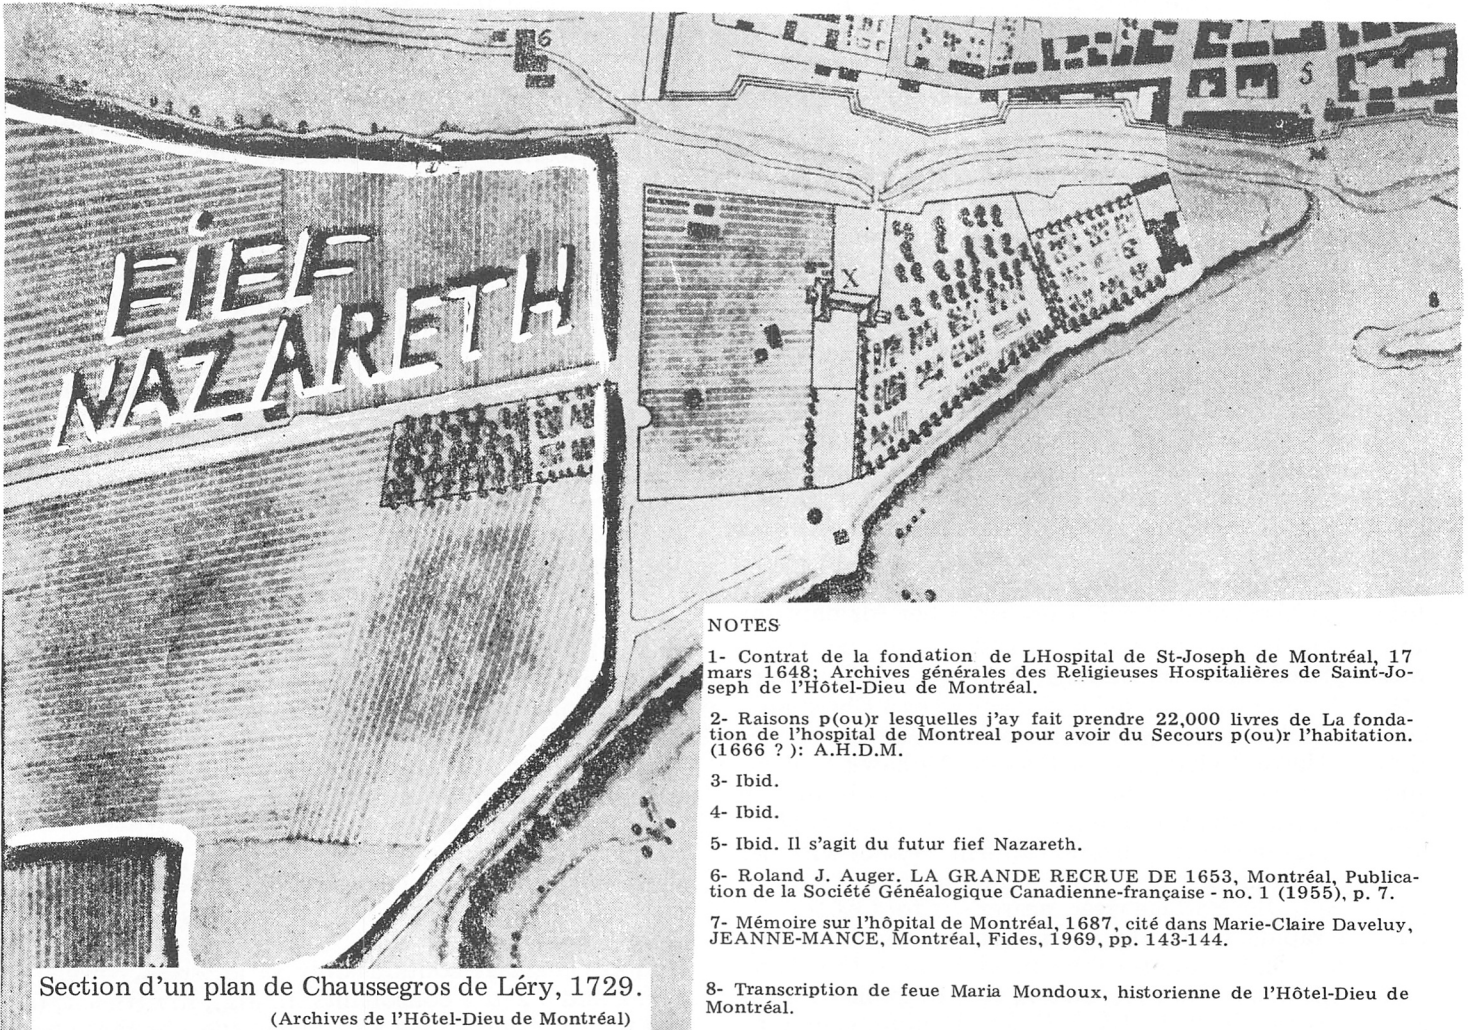 6
5
FIEF
NAZARETH
X
8
NOTES
1- Contrat de la fondation de LHospital de St-Joseph de Montréal, 17
mars 1648; Archives générales des Religieuses Hospitalières de Saint-Jo-
seph de l'Hôtel-Dieu de Montréal.
2- Raisons p(ou)r lesquelles j'ay fait prendre 22,000 livres de La fonda-
tion de l'hospital de Montreal pour avoir du Secours p(ou)r l'habitation.
(1666 ? ): A.H.D.M.
3- Ibid.
4- Ibid.
5- Ibid. Il s'agit du futur fief Nazareth.
6- Roland J. Auger. LA GRANDE RECRUE DE 1653, Montréal, Publica-
tion de la Société Généalogique Canadienne-française - no. 1 (1955), p. 7.
7- Mémoire sur l'hôpital de Montréal, 1687, cité dans Marie-Claire Daveluy,
JEANNE-MANCE, Montréal, Fides, 1969, pp. 143-144.
8- Transcription de feue Maria Mondoux, historienne de l'Hôtel-Dieu de
Montréal.
Section d'un plan de Chaussegros de Léry, 1729.
(Archives de l'Hôtel-Dieu de Montréal)